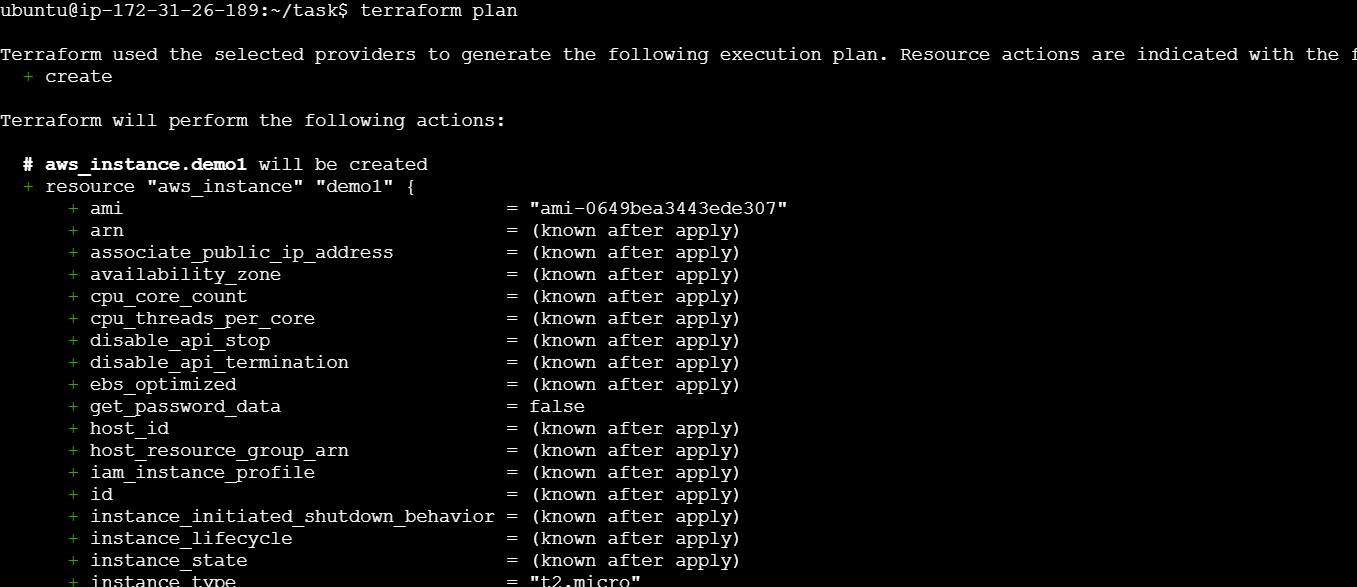 ubuntu@ip-172-31-26-189:~/task$ terraform plan
Terraform used the selected providers to generate the following execution plan. Resource actions are indicated with the
+ create
Terraform will perform the following actions:
# aws_instance.demo1 will be created
+ resource "aws_instance" "demo1" {
+ ami = "ami-0649bea3443ede307"
+ arn = (known after apply)
+ associate_public_ip_address = (known after apply)
+ availability_zone = (known after apply)
+ cpu_core_count = (known after apply)
+ cpu_threads_per_core = (known after apply)
+ disable_api_stop = (known after apply)
+ disable_api_termination = (known after apply)
+ ebs_optimized = (known after apply)
+ get_password_data = false
+ host_id = (known after apply)
+ host_resource_group_arn = (known after apply)
+ iam_instance_profile = (known after apply)
+ id = (known after apply)
+ instance_initiated_shutdown_behavior = (known after apply)
+ instance_lifecycle = (known after apply)
+ instance_state = (known after apply)
+ instance_type = "t2.micro"